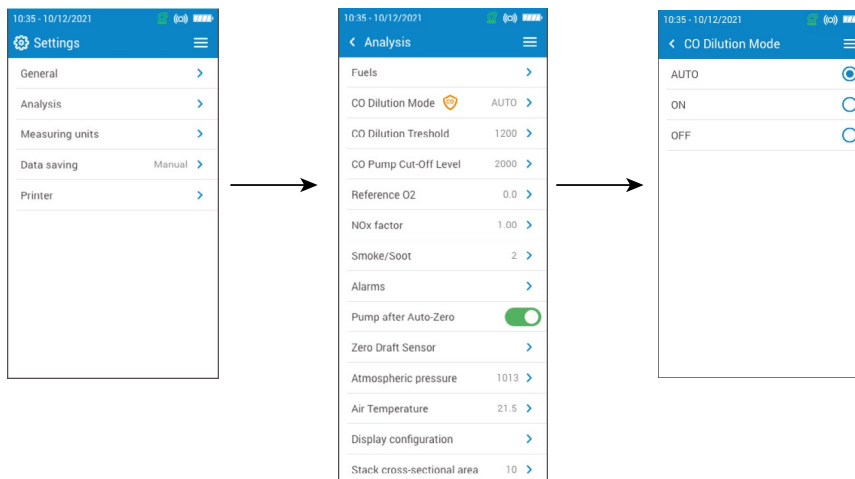 10:35 - 10/12/2021
Settings
General
Analysis
Measuring units
Data saving Manual
Printer
10:35 - 10/12/2021
Analysis
Fuels
CO Dilution Mode CO AUTO
CO Dilution Treshold 1200
CO Pump Cut-Off Level 2000
Reference O2 0.0
NOx factor 1.00
Smoke/Soot 2
Alarms
Pump after Auto-Zero
Zero Draft Sensor
Atmospheric pressure 1013
Air Temperature 21.5
Display configuration
Stack cross-sectional area 10
10:35 - 10/12/2021
CO Dilution Mode
AUTO
ON
OFF